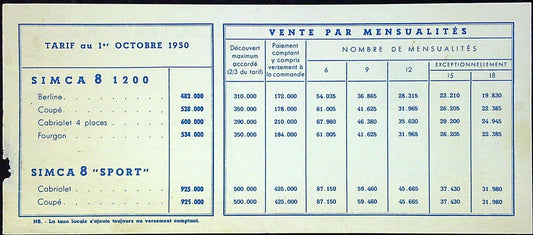 TARIF au 1er OCTOBRE 1950
SIMCA 8 1200
Berline 482.000
Coupé 528.000
Cabriolet 4 places 600.000
Fourgon 534.000
SIMCA 8 "SPORT"
Cabriolet 925.000
Coupé 925.000
NB. - La taxe locale s'ajoute toujours au versement comptant.
VENTE PAR MENSUALITÉS
Découvert maximum accordé (2/3 du tarif)
Paiement comptant y compris versement à la commande
NOMBRE DE MENSUALITÉS
EXCEPTIONNELLEMENT
6 9 12 15 18
310.000 172.000 54.035 36.865 28.315 23.210 19.830
350.000 178.000 61.005 41.625 31.965 26.205 22.385
390.000 210.000 67.980 46.380 35.620 29.200 24.945
350.000 184.000 61.005 41.625 31.965 26.205 22.385
500.000 425.000 87.150 59.460 45.665 37.430 31.980
500.000 425.000 87.150 59.460 45.665 37.430 31.980